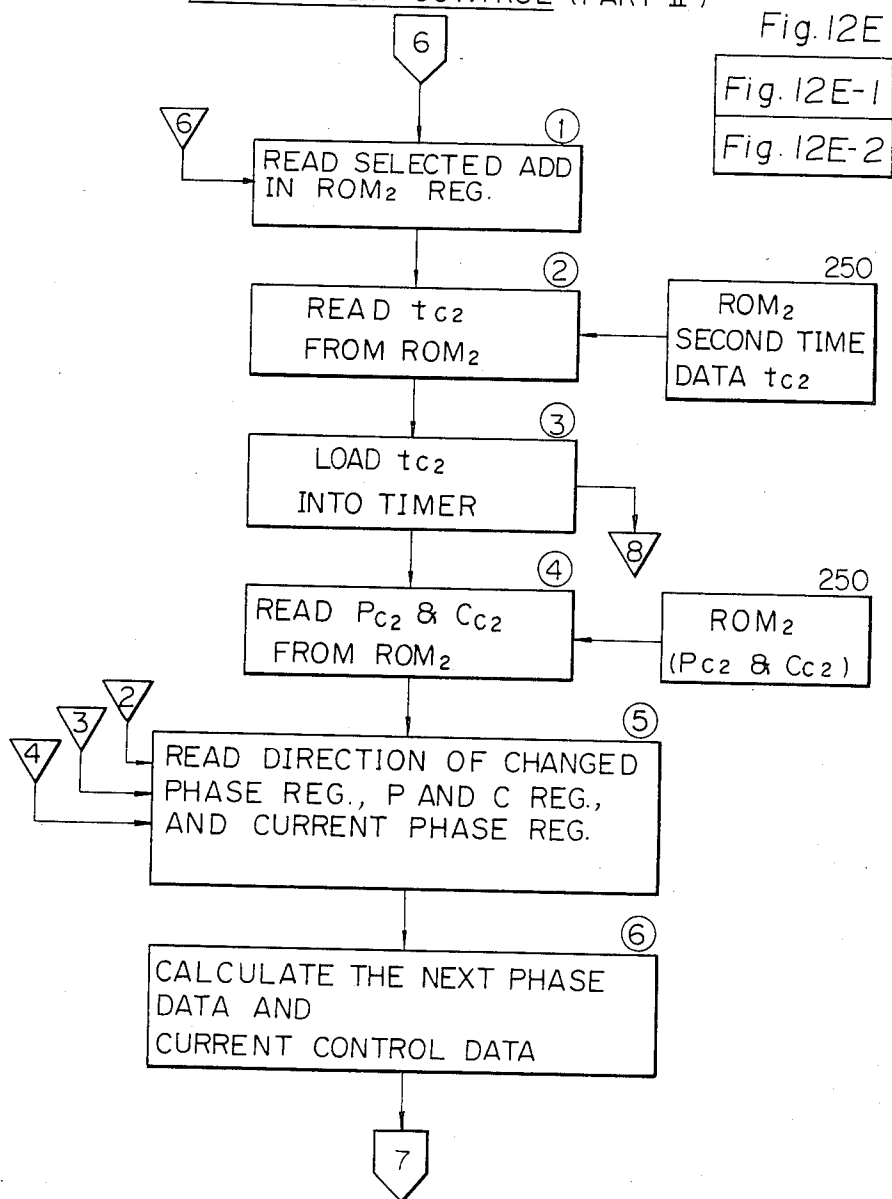 CONTROL (PART II)
Fig. 12E
Fig. 12E-1
Fig. 12E-2
6
6
①
READ SELECTED ADD
IN ROM₂ REG.
②
READ tc₂
FROM ROM₂
250
ROM₂
SECOND TIME
DATA tc₂
③
LOAD tc₂
INTO TIMER
8
④
READ Pc₂ & Cc₂
FROM ROM₂
250
ROM₂
(Pc₂ & Cc₂)
2
3
4
⑤
READ DIRECTION OF CHANGED
PHASE REG., P AND C REG.,
AND CURRENT PHASE REG.
⑥
CALCULATE THE NEXT PHASE
DATA AND
CURRENT CONTROL DATA
7